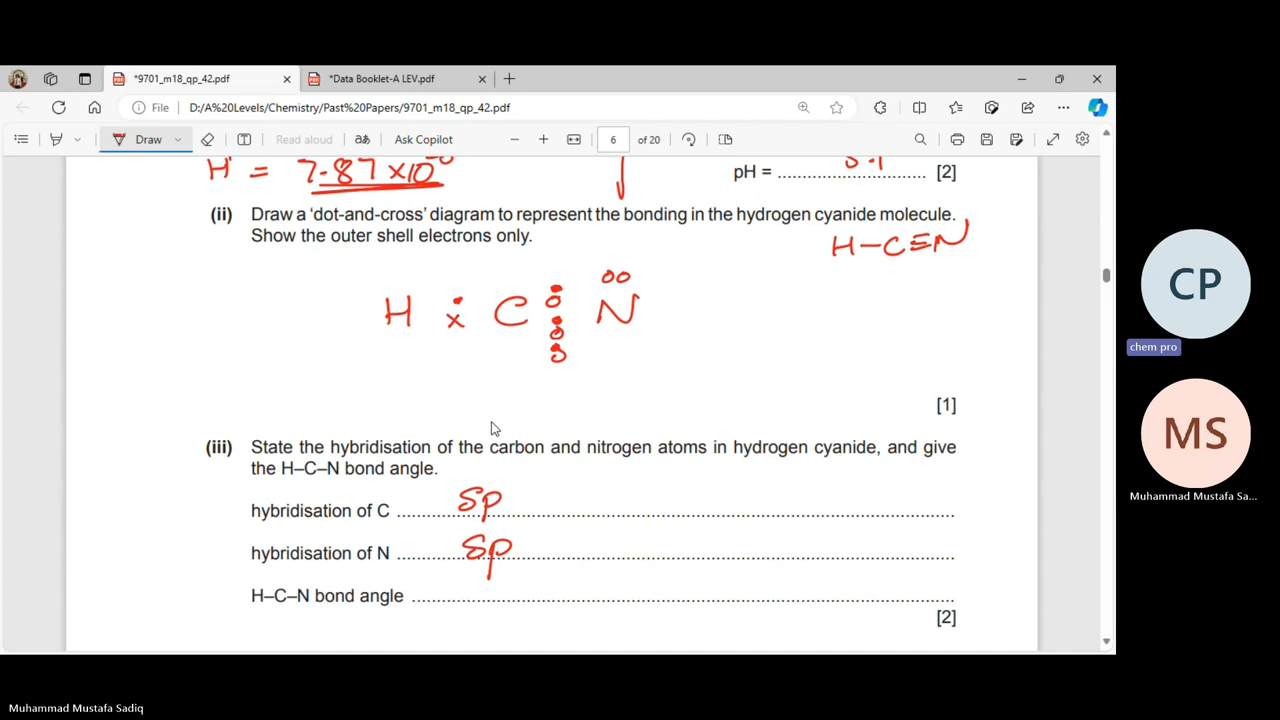 *9701_m18_qp_42.pdf
*Data Booklet-A LEV.pdf
File D:/A%20Levels/Chemistry/Past%20Papers/9701_m18_qp_42.pdf
Draw Read aloud Ask Copilot 6 of 20
H = 7.87 ×10 pH = [2]
(ii) Draw a ‘dot-and-cross’ diagram to represent the bonding in the hydrogen cyanide molecule.
Show the outer shell electrons only.
H–C≡N
H C N
[1]
(iii) State the hybridisation of the carbon and nitrogen atoms in hydrogen cyanide, and give
the H–C–N bond angle.
hybridisation of C sp
hybridisation of N sp
H–C–N bond angle
[2]
CP
chem pro
MS
Muhammad Mustafa Sa...
Muhammad Mustafa Sadiq